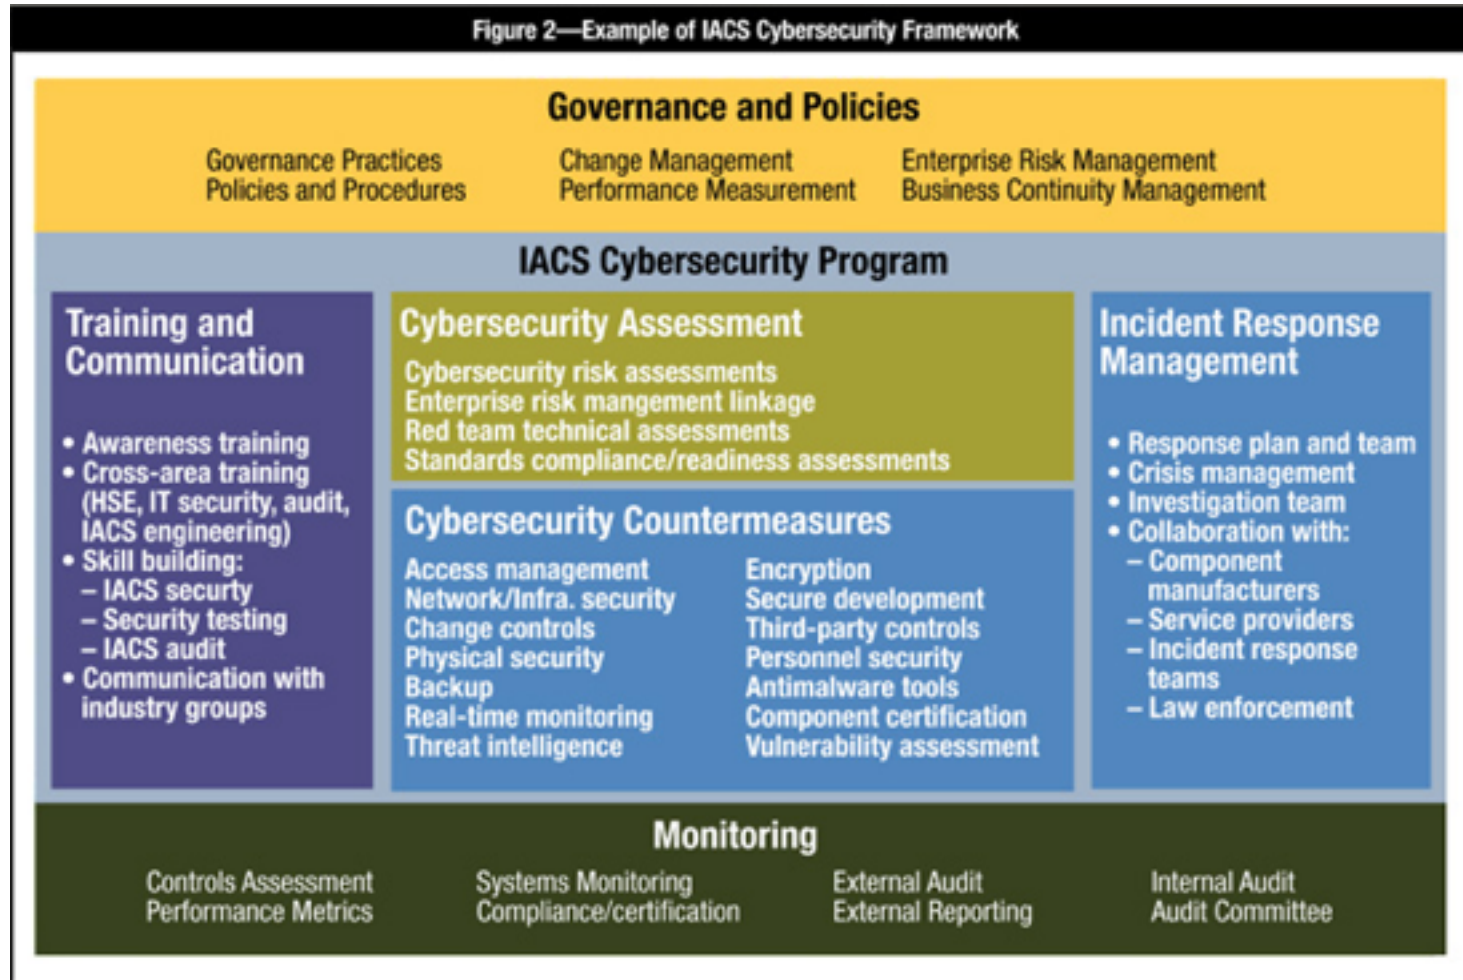 Figure 2—Example of IACS Cybersecurity Framework
Governance and Policies
Governance Practices
Policies and Procedures
Change Management
Performance Measurement
Enterprise Risk Management
Business Continuity Management
IACS Cybersecurity Program
Training and
Communication
• Awareness training
• Cross-area training
(HSE, IT security, audit,
IACS engineering)
• Skill building:
– IACS securty
– Security testing
– IACS audit
• Communication with
industry groups
Cybersecurity Assessment
Cybersecurity risk assessments
Enterprise risk mangement linkage
Red team technical assessments
Standards compliance/readiness assessments
Cybersecurity Countermeasures
Access management
Network/Infra. security
Change controls
Physical security
Backup
Real-time monitoring
Threat intelligence
Encryption
Secure development
Third-party controls
Personnel security
Antimalware tools
Component certification
Vulnerability assessment
Incident Response
Management
• Response plan and team
• Crisis management
• Investigation team
• Collaboration with:
– Component
manufacturers
– Service providers
– Incident response
teams
– Law enforcement
Monitoring
Controls Assessment
Performance Metrics
Systems Monitoring
Compliance/certification
External Audit
External Reporting
Internal Audit
Audit Committee